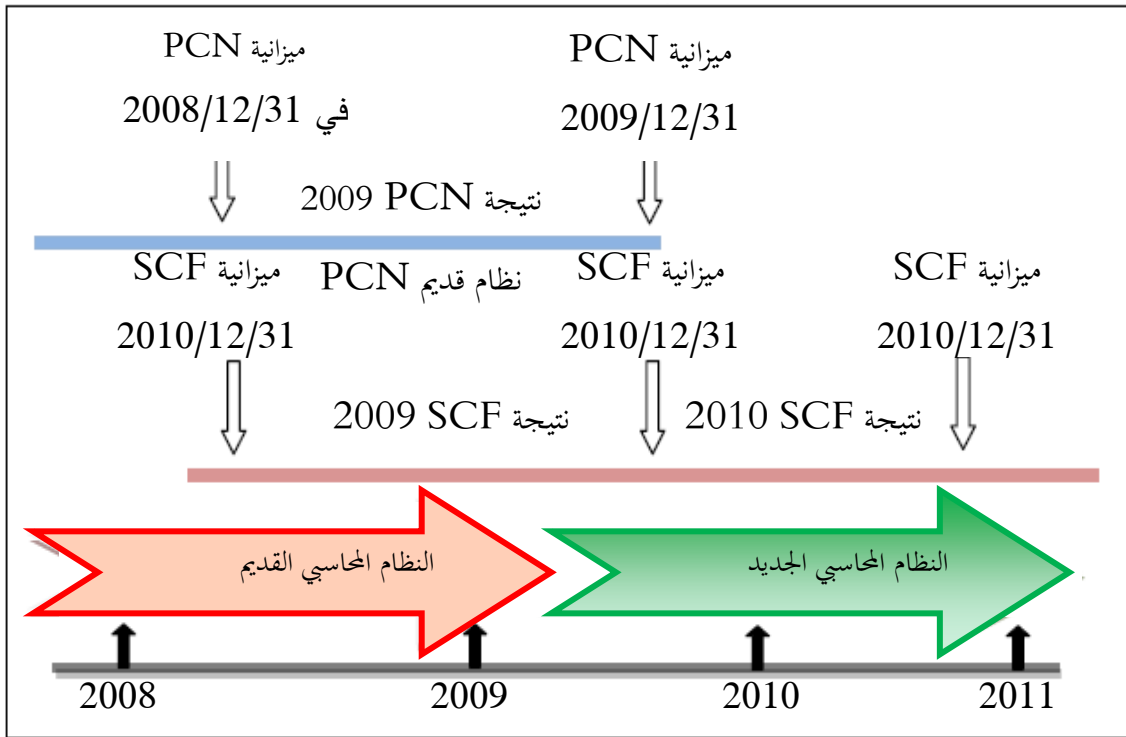 ميزانية PCN
في 2008/12/31
ميزانية PCN
2009/12/31
نتيجة PCN 2009
نظام قديم PCN
ميزانية SCF
2010/12/31
ميزانية SCF
2010/12/31
ميزانية SCF
2010/12/31
نتيجة SCF 2009
نتيجة SCF 2010
النظام المحاسبي القديم
النظام المحاسبي الجديد
2008
2009
2010
2011